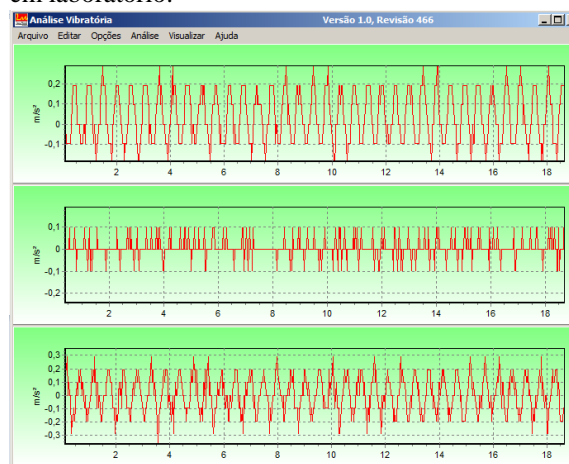 em laboratório.
Análise Vibratória Versão 1.0, Revisão 466
Arquivo Editar Opções Análise Visualizar Ajuda
0,2
0,1
0
-0,1
m/s²
2 4 6 8 10 12 14 16 18
0,1
0
-0,1
-0,2
m/s²
2 4 6 8 10 12 14 16 18
0,3
0,2
0,1
0
-0,1
-0,2
-0,3
m/s²
2 4 6 8 10 12 14 16 18